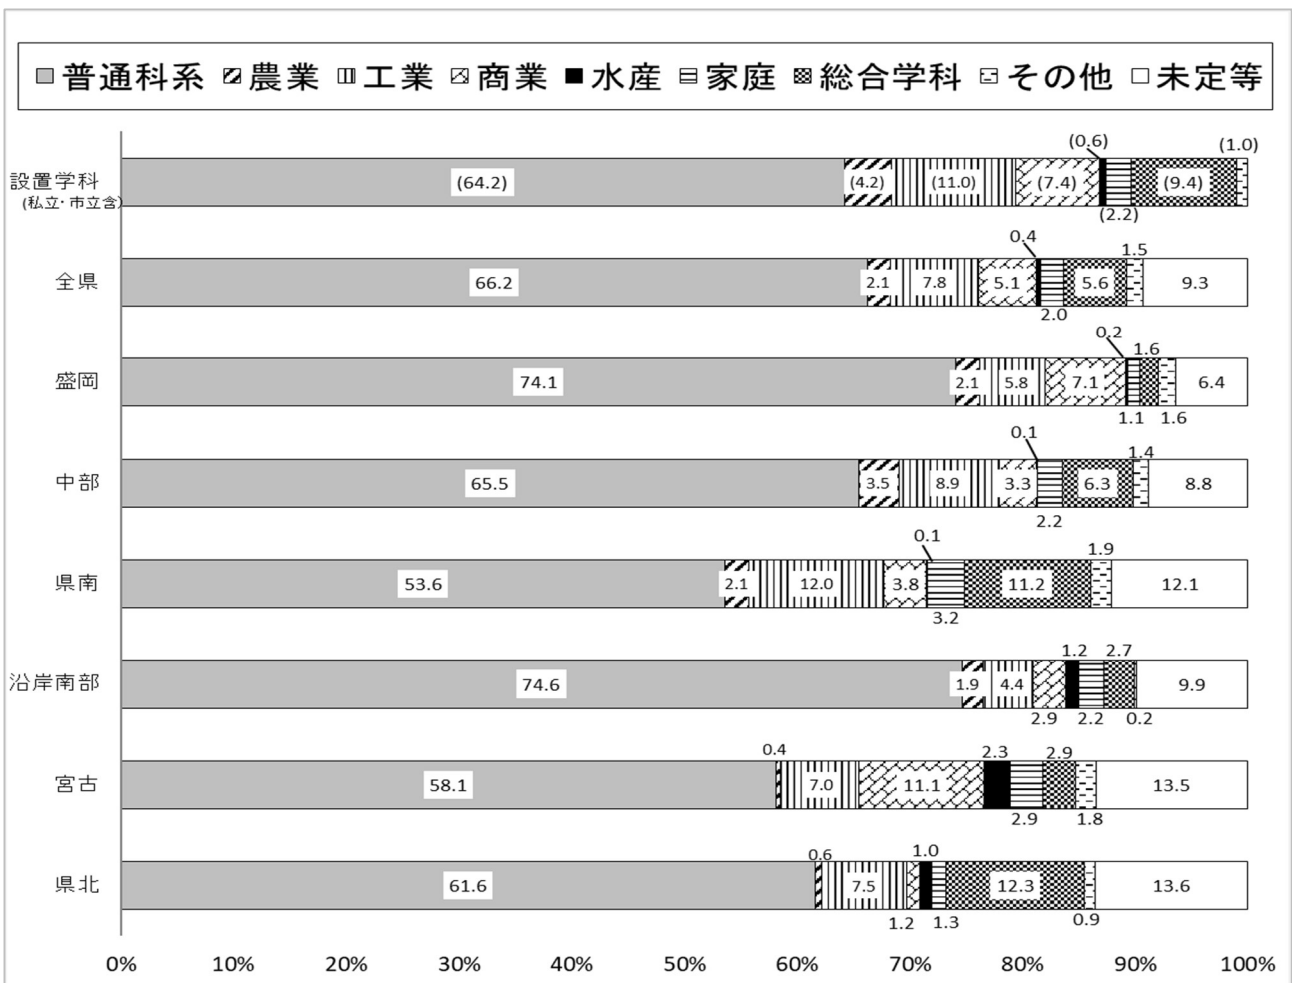 普通科系 農業 工業 商業 水産 家庭 総合学科 その他 未定等
(0.6) (1.0)
設置学科 (64.2) (4.2) (11.0) (7.4) (9.4)
(私立・市立含)
(2.2)
0.4 1.5
全県 66.2 2.1 7.8 5.1 5.6 9.3
2.0
0.2 1.6
盛岡 74.1 2.1 5.8 7.1 6.4
1.1 1.6
0.1 1.4
中部 65.5 3.5 8.9 3.3 6.3 8.8
2.2
0.1 1.9
県南 53.6 2.1 12.0 3.8 11.2 12.1
3.2
1.2 2.7
沿岸南部 74.6 1.9 4.4 9.9
2.9 2.2 0.2
0.4 2.3 2.9
宮古 58.1 7.0 11.1 13.5
2.9 1.8
0.6 1.0
県北 61.6 7.5 12.3 13.6
1.2 1.3 0.9
0% 10% 20% 30% 40% 50% 60% 70% 80% 90% 100%